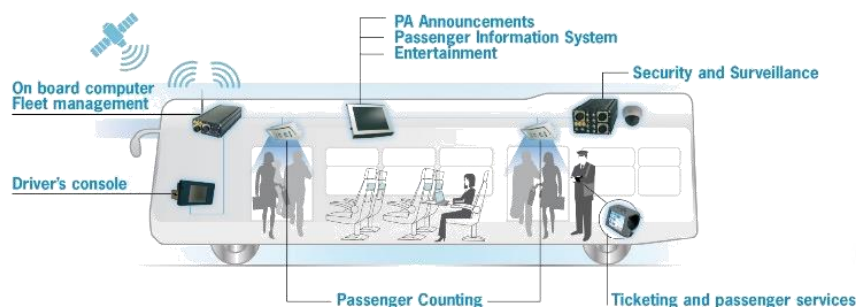 PA Announcements
Passenger Information System
Entertainment
Security and Surveillance
On board computer
Fleet management
Driver's console
Passenger Counting
Ticketing and passenger services